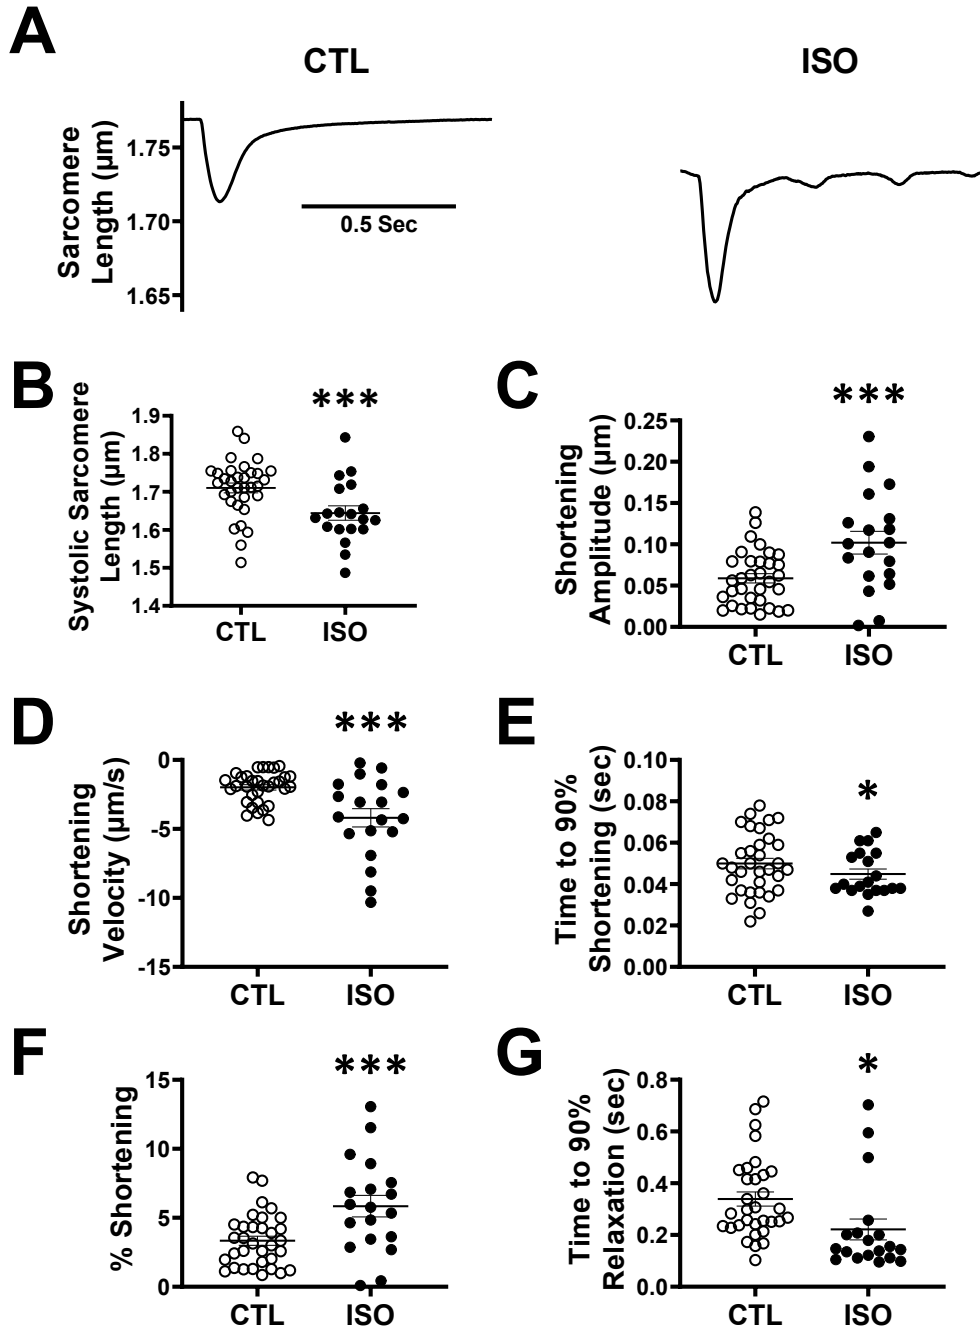 A
CTL
ISO
Sarcomere
Length (µm)
1.75
1.70
1.65
0.5 Sec
B
Systolic Sarcomere
Length (µm)
1.9
1.8
1.7
1.6
1.5
1.4
***
CTL
ISO
C
Shortening
Amplitude (µm)
0.25
0.20
0.15
0.10
0.05
0.00
***
CTL
ISO
D
Shortening
Velocity (µm/s)
0
-5
-10
-15
***
CTL
ISO
E
Time to 90%
Shortening (sec)
0.10
0.08
0.06
0.04
0.02
0.00
*
CTL
ISO
F
% Shortening
15
10
5
0
***
CTL
ISO
G
Time to 90%
Relaxation (sec)
0.8
0.6
0.4
0.2
0.0
*
CTL
ISO